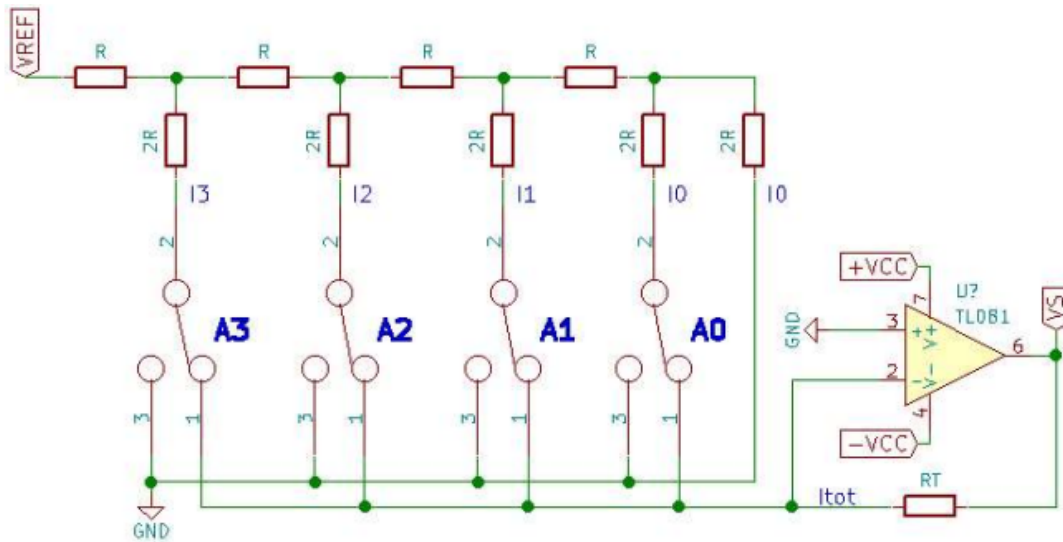 VREF
R
R
R
R
2R
2R
2R
2R
2R
I3
I2
I1
I0
I0
2
2
2
2
A3
A2
A1
A0
3
1
3
1
3
1
3
1
GND
+VCC
U?
TL081
7
V+
+
3
GND
2
-
V-
4
6
VS
-VCC
Itot
RT